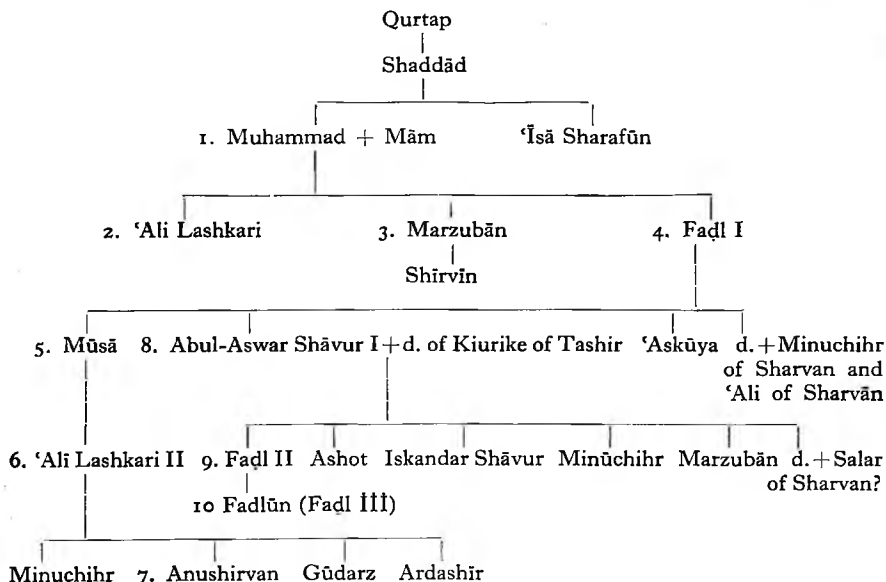 Qurtap
Shaddād
1. Muhammad + Mām ʿĪsā Sharafūn
2. ʿAli Lashkari 3. Marzubān 4. Faḍl I
Shīrvīn
5. Mūsā 8. Abul-Aswar Shāvur I+d. of Kiurike of Tashir ʿAskūya d.+Minuchihr
of Sharvan and
ʿAli of Sharvān
6. ʿAlī Lashkari II 9. Faḍl II Ashot Iskandar Shāvur Minūchihr Marzubān d.+Salar
of Sharvan?
10 Fadlūn (Faḍl III)
Minuchihr 7. Anushirvan Gūdarz Ardashīr